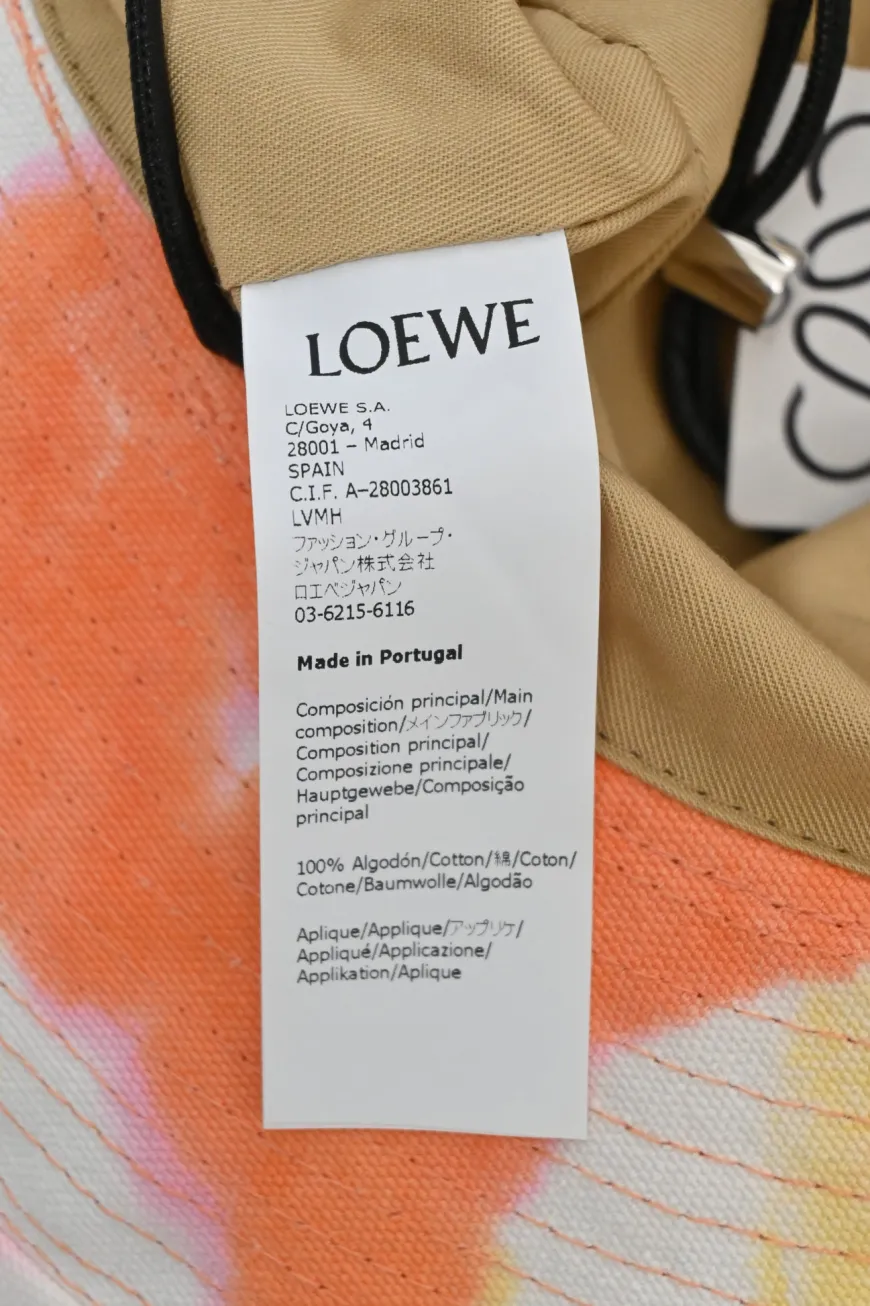 LOEWE
LOEWE S.A.
C/Goya, 4
28001 – Madrid
SPAIN
C.I.F. A–28003861
LVMH
ファッション・グループ・
ジャパン株式会社
ロエベジャパン
03-6215-6116
Made in Portugal
Composición principal/Main
composition/メインファブリック/
Composition principal/
Composizione principale/
Hauptgewebe/Composição
principal
100% Algodón/Cotton/綿/Coton/
Cotone/Baumwolle/Algodão
Aplique/Applique/アップリケ/
Appliqué/Applicazione/
Applikation/Aplique